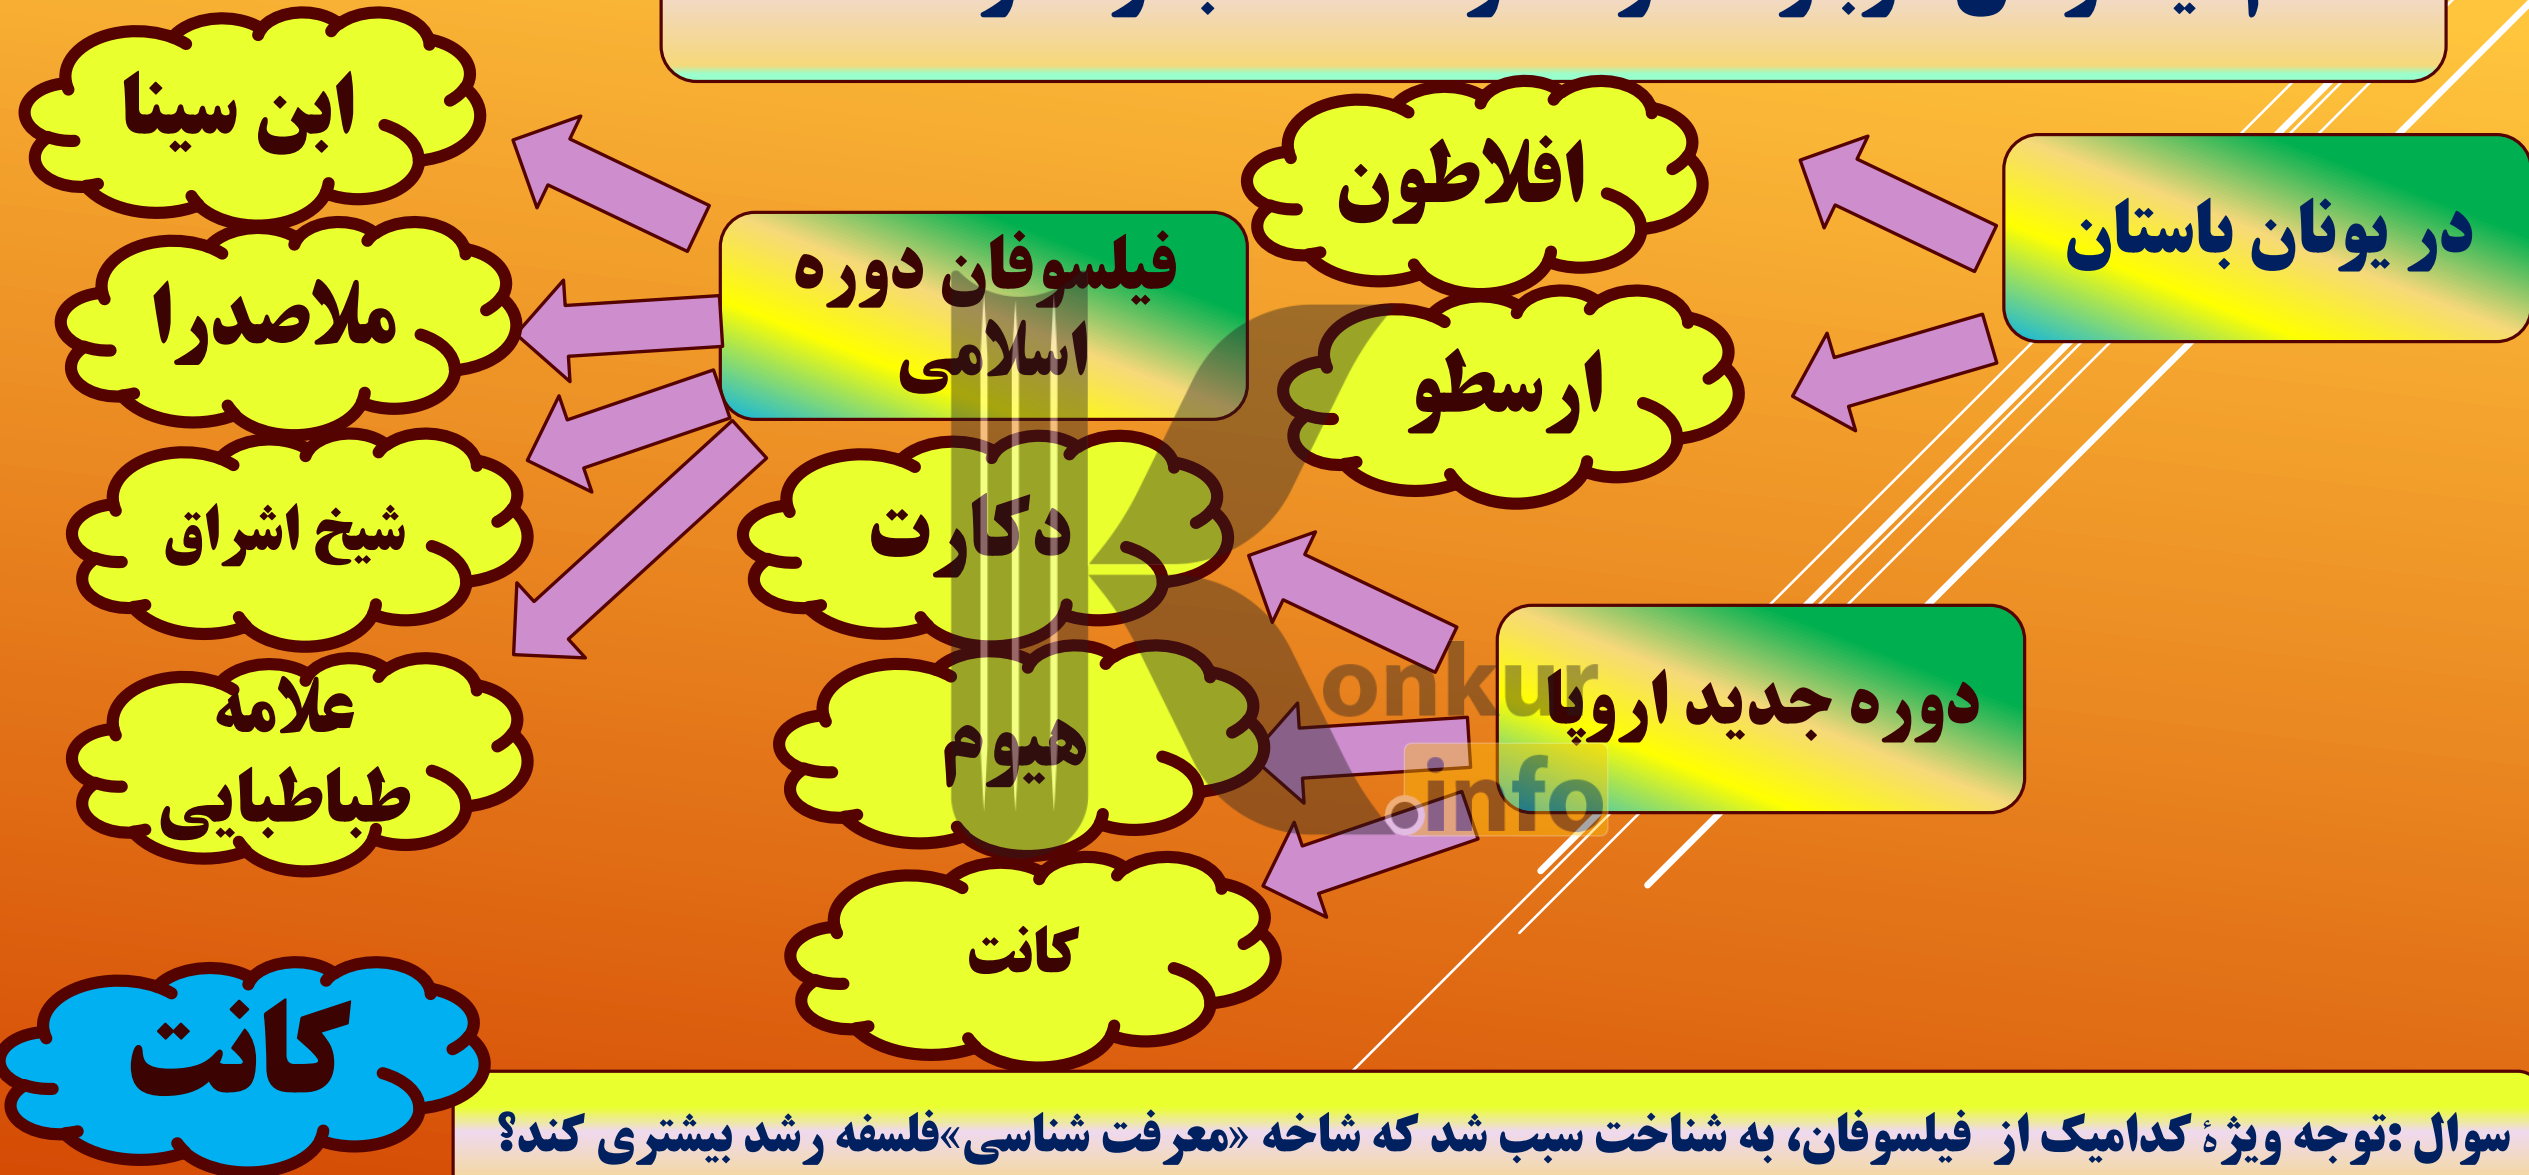 در یونان باستان
افلاطون
ارسطو
فیلسوفان دوره
اسلامی
ابن سینا
ملاصدرا
شیخ اشراق
علامه
طباطبایی
دوره جدید اروپا
دکارت
هیوم
کانت
Konkur
.info
سوال :توجه ویژهٔ کدامیک از فیلسوفان، به شناخت سبب شد که شاخه «معرفت شناسی»فلسفه رشد بیشتری کند؟
کانت